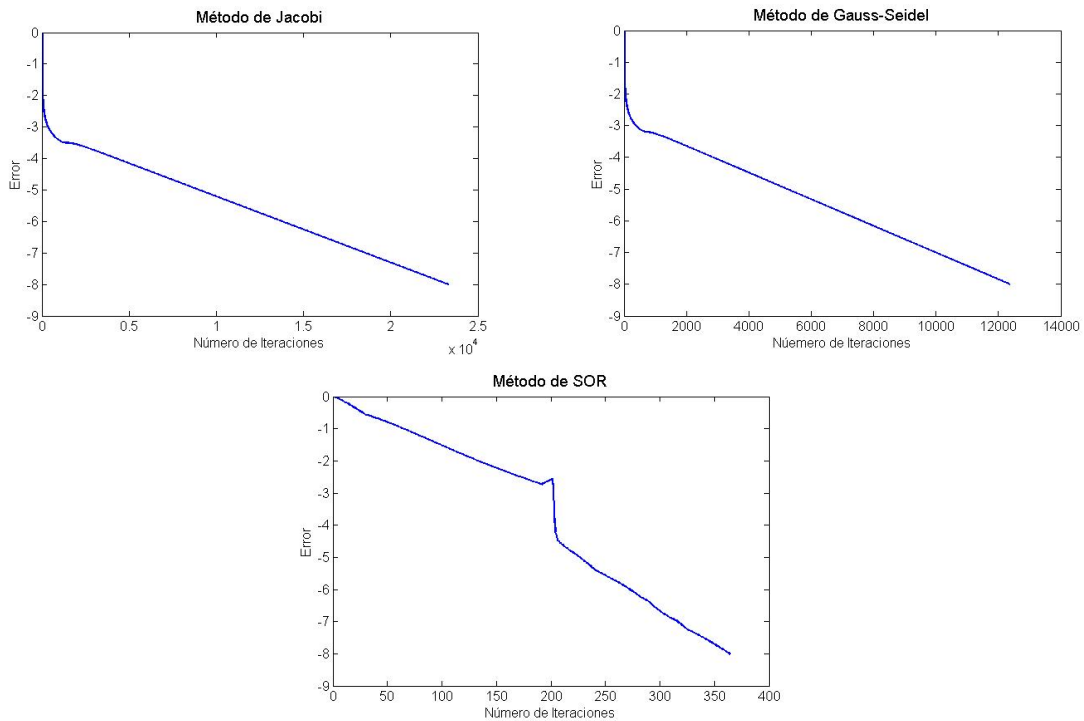 Método de Jacobi
0
-1
-2
-3
-4
-5
-6
-7
-8
-9
Error
0 0.5 1 1.5 2 2.5
x 10^4
Número de Iteraciones
Método de Gauss-Seidel
0
-1
-2
-3
-4
-5
-6
-7
-8
-9
Error
0 2000 4000 6000 8000 10000 12000 14000
Núemero de Iteraciones
Método de SOR
0
-1
-2
-3
-4
-5
-6
-7
-8
-9
Error
0 50 100 150 200 250 300 350 400
Número de Iteraciones